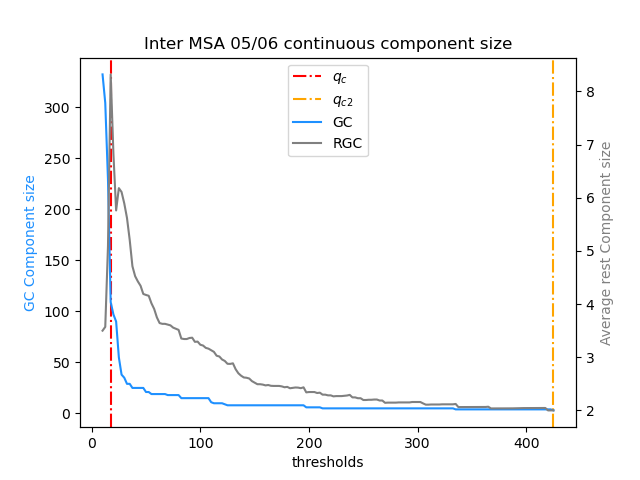 Inter MSA 05/06 continuous component size
q_c
q_c2
GC
RGC
GC Component size
300
250
200
150
100
50
0
8
7
6
5
4
3
2
Average rest Component size
0 100 200 300 400
thresholds